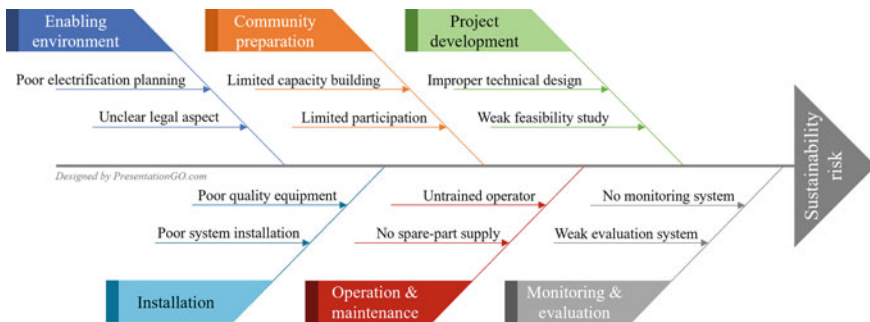 Enabling
environment
Community
preparation
Project
development
Poor electrification planning
Limited capacity building
Improper technical design
Unclear legal aspect
Limited participation
Weak feasibility study
Sustainability
risk
Designed by PresentationGO.com
Poor quality equipment
Untrained operator
No monitoring system
Poor system installation
No spare-part supply
Weak evaluation system
Installation
Operation &
maintenance
Monitoring &
evaluation